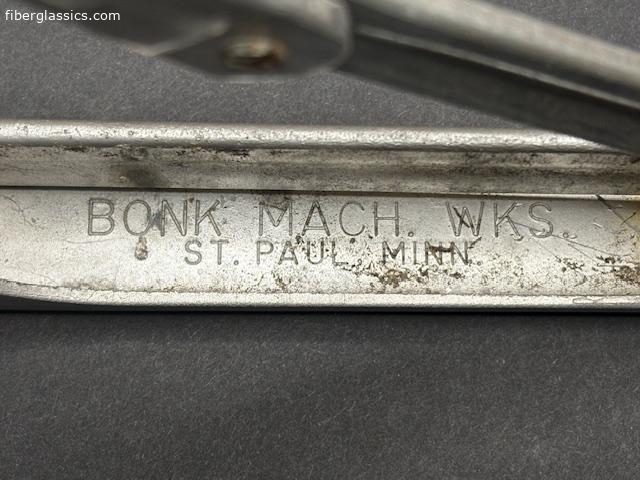 fiberglassics.com
BONK MACH. WKS.
ST. PAUL, MINN.